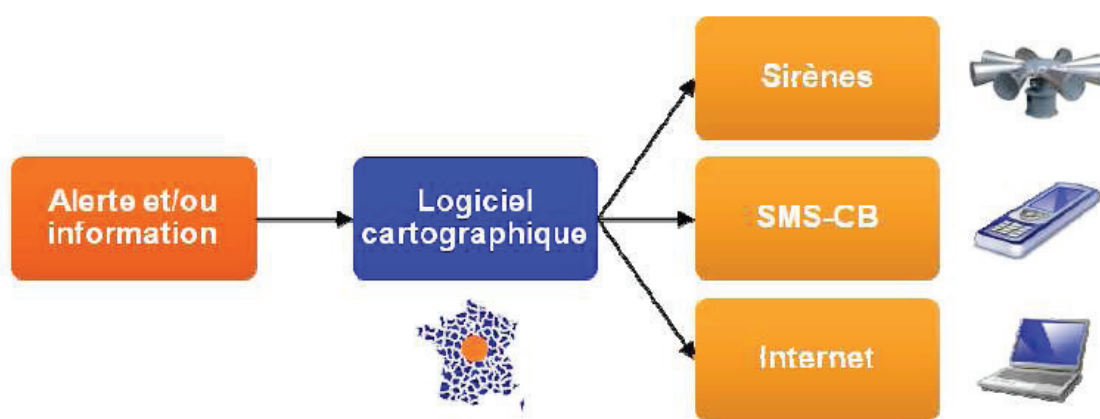 Alerte et/ou
information
Logiciel
cartographique
Sirènes
SMS-CB
Internet